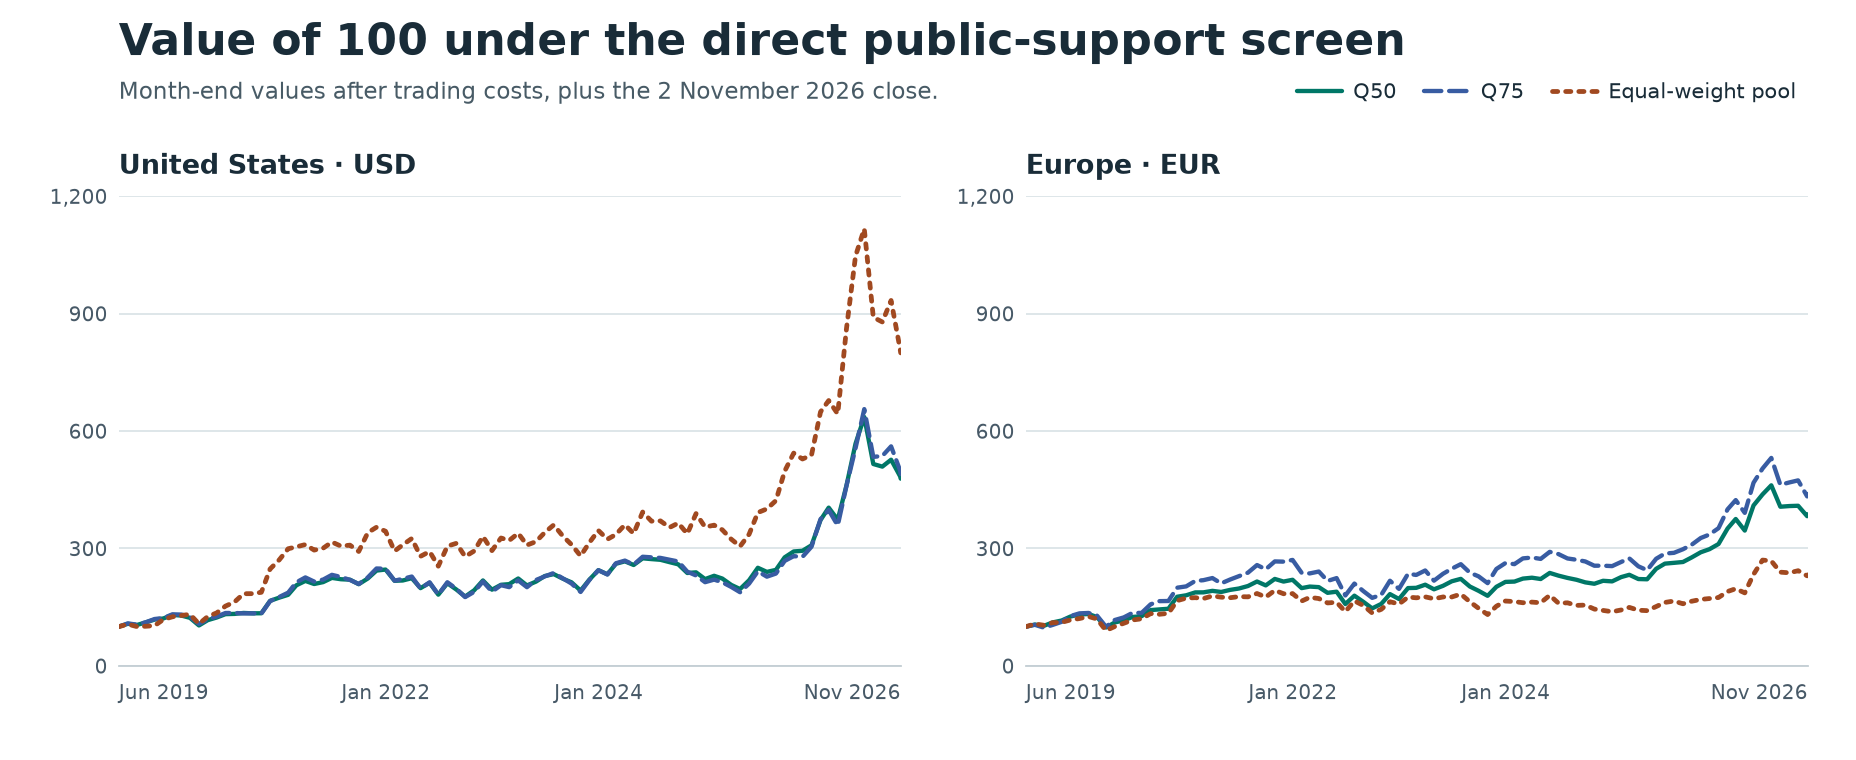 Value of 100 under the direct public-support screen
Month-end values after trading costs, plus the 2 November 2026 close.
Q50 Q75 Equal-weight pool
United States · USD
1,200
900
600
300
0
Jun 2019 Jan 2022 Jan 2024 Nov 2026
Europe · EUR
1,200
900
600
300
0
Jun 2019 Jan 2022 Jan 2024 Nov 2026